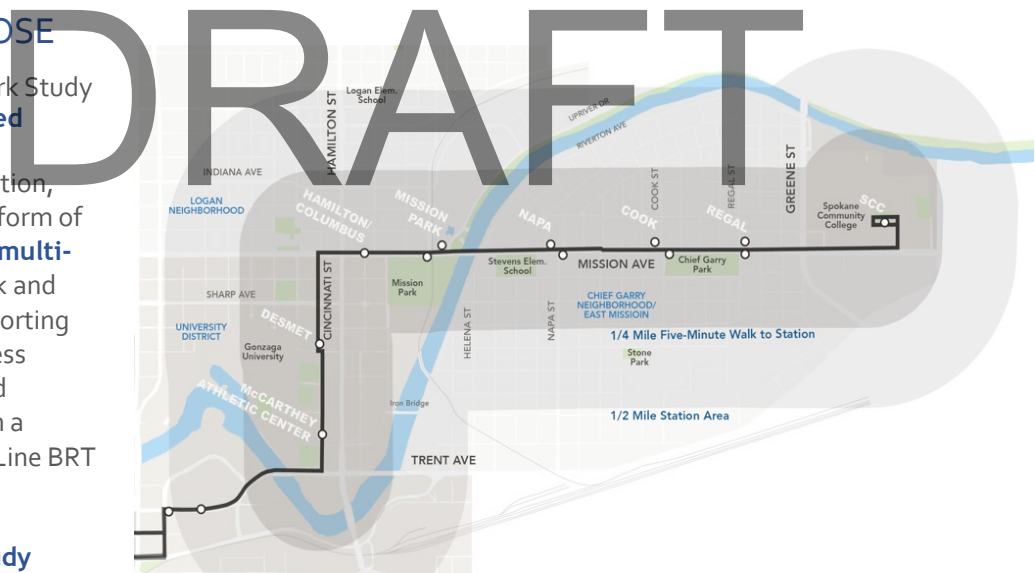 DRAFT
OSE
rk Study
ed
tion,
form of
multi-
k and
orting
ess
d
n a
Line BRT
udy
HAMILTON ST
Logan Elem.
School
UPRIVER DR
RIVERTON AVE
INDIANA AVE
LOGAN
NEIGHBORHOOD
HAMILTON/
COLUMBUS
MISSION
PARK
NAPA
COOK ST
COOK
REGAL ST
REGAL
GREENE ST
SCC
Spokane
Community
College
Stevens Elem.
School
MISSION AVE
Chief Garry
Park
Mission
Park
SHARP AVE
CINCINNATI ST
UNIVERSITY
DISTRICT
DESMET
Gonzaga
University
HELENA ST
NAPA ST
CHIEF GARRY
NEIGHBORHOOD/
EAST MISSIOIN
1/4 Mile Five-Minute Walk to Station
Stone
Park
McCARTHEY
ATHLETIC CENTER
Iron Bridge
1/2 Mile Station Area
TRENT AVE